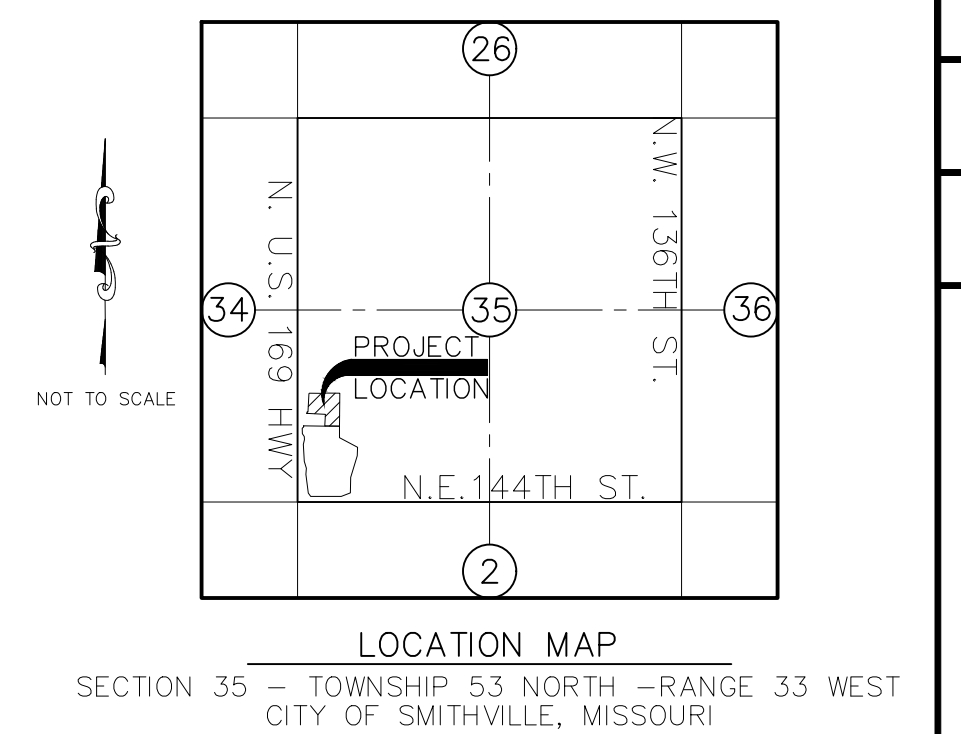 26
N. U.S. 169 HWY
N.W. 136TH ST.
34
35
36
PROJECT
LOCATION
NOT TO SCALE
N.E.144TH ST.
2
LOCATION MAP
SECTION 35 – TOWNSHIP 53 NORTH –RANGE 33 WEST
CITY OF SMITHVILLE, MISSOURI